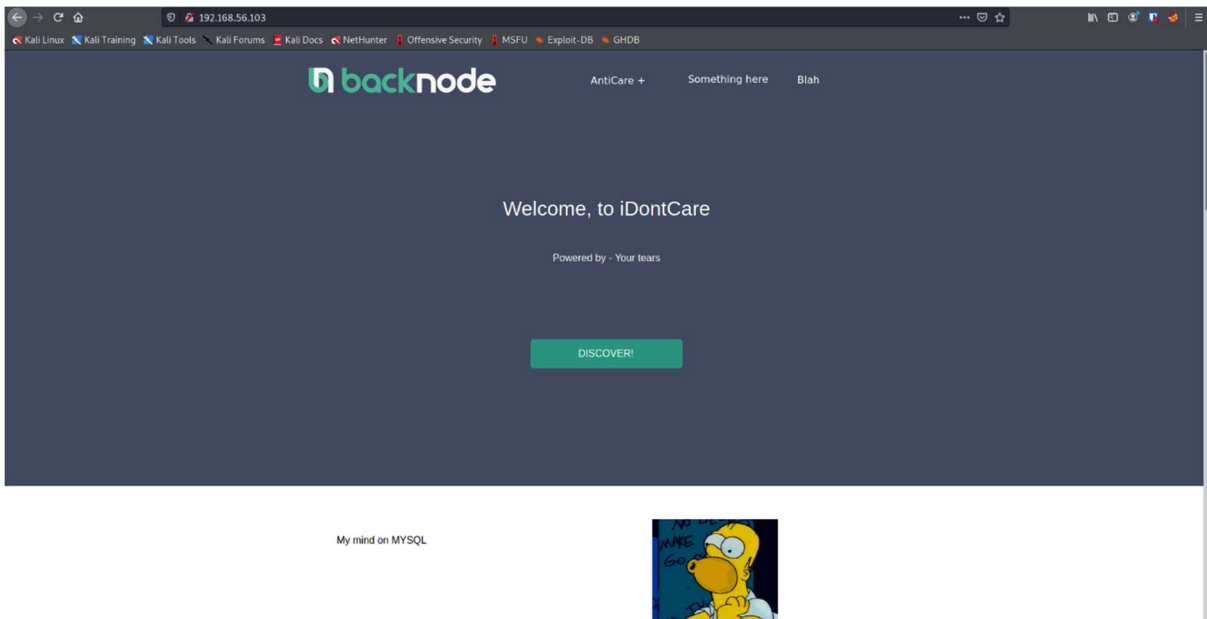 192.168.56.103
Kali Linux Kali Training Kali Tools Kali Forums Kali Docs NetHunter Offensive Security MSFU Exploit-DB GHDB
backnode AntiCare + Something here Blah
Welcome, to iDontCare
Powered by - Your tears
DISCOVER!
My mind on MYSQL
MAKE
GO